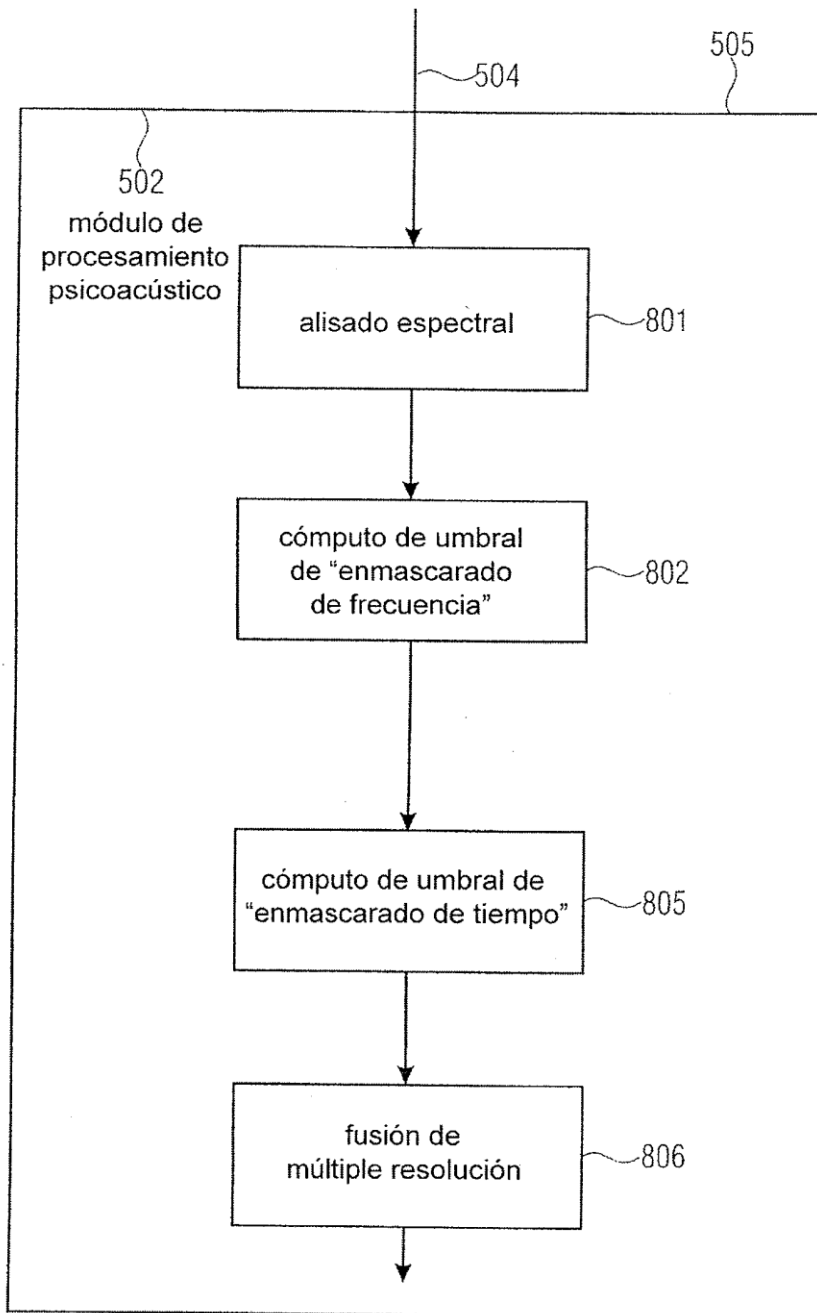 505
504
502
módulo de
procesamiento
psicoacústico
alisado espectral
801
cómputo de umbral
de “enmascarado
de frecuencia”
802
cómputo de umbral de
“enmascarado de tiempo”
805
fusión de
múltiple resolución
806